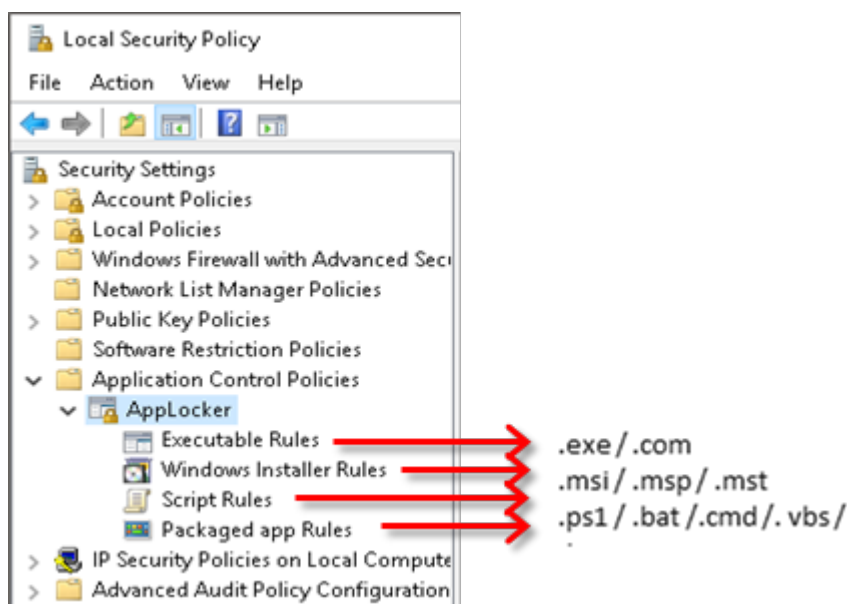 Local Security Policy
File Action View Help
Security Settings
Account Policies
Local Policies
Windows Firewall with Advanced Secu
Network List Manager Policies
Public Key Policies
Software Restriction Policies
Application Control Policies
AppLocker
Executable Rules .exe/.com
Windows Installer Rules .msi/ .msp/ .mst
Script Rules .ps1/ .bat /.cmd/. vbs/
Packaged app Rules
IP Security Policies on Local Compute
Advanced Audit Policy Configuration